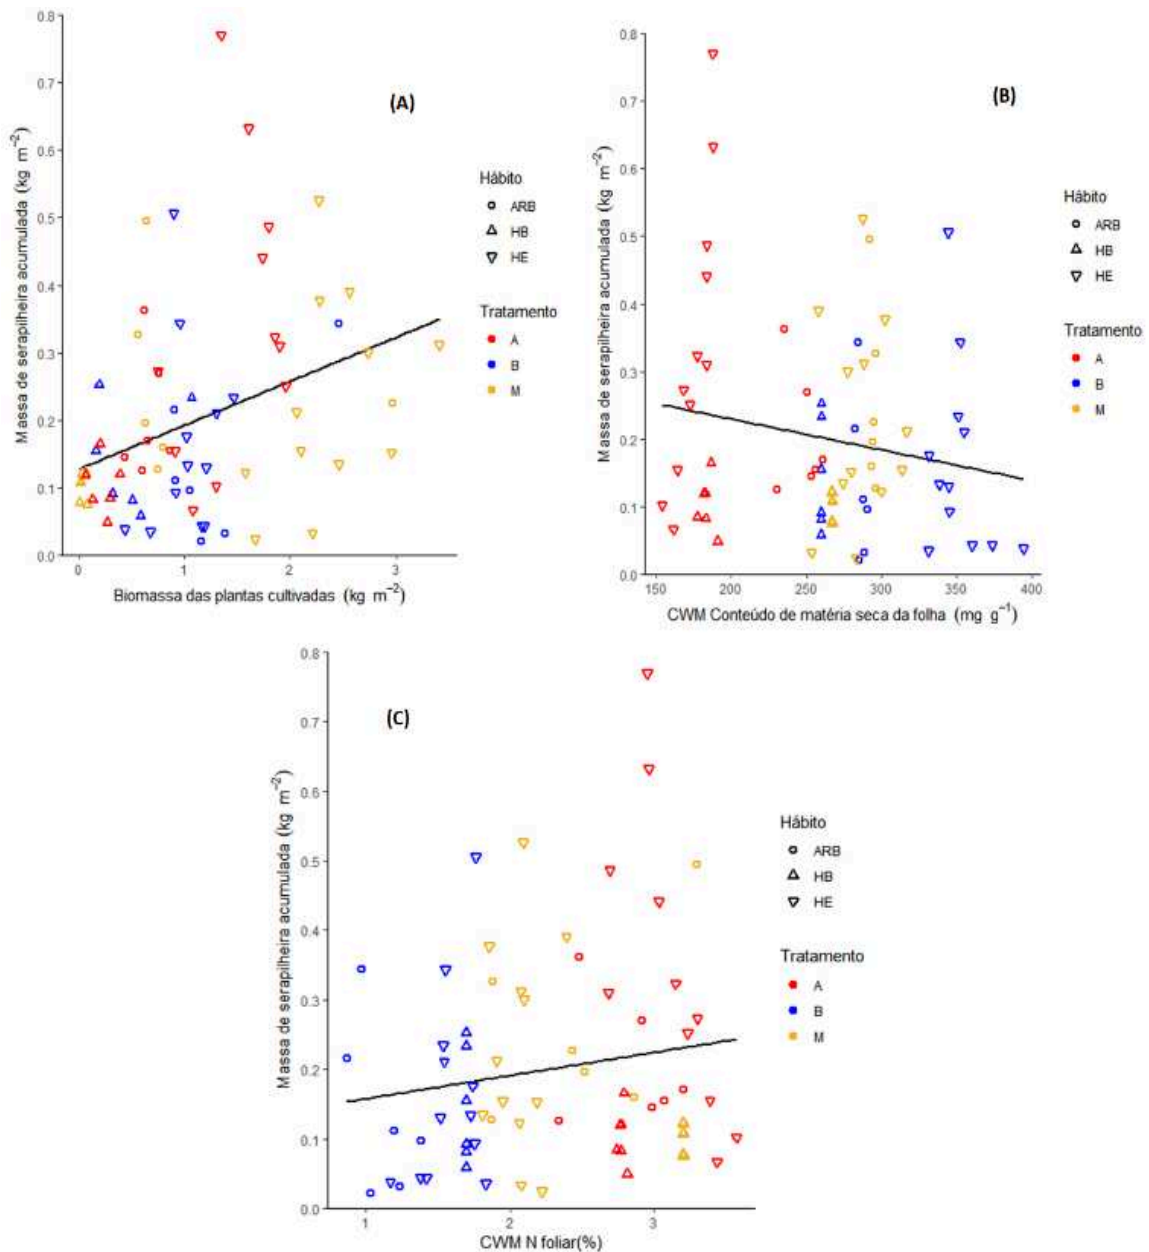 0.8
0.7
0.6
0.5
0.4
0.3
0.2
0.1
0.0
Massa de serapilheira acumulada (kg m⁻²)
(A)
0 1 2 3
Biomassa das plantas cultivadas (kg m⁻²)
Hábito
ARB
HB
HE
Tratamento
A
B
M
0.8
0.7
0.6
0.5
0.4
0.3
0.2
0.1
0.0
Massa de serapilheira acumulada (kg m⁻²)
(B)
150 200 250 300 350 400
CWM Conteúdo de matéria seca da folha (mg g⁻¹)
Hábito
ARB
HB
HE
Tratamento
A
B
M
0.8
0.7
0.6
0.5
0.4
0.3
0.2
0.1
0.0
Massa de serapilheira acumulada (kg m⁻²)
(C)
1 2 3
CWM N foliar(%)
Hábito
ARB
HB
HE
Tratamento
A
B
M